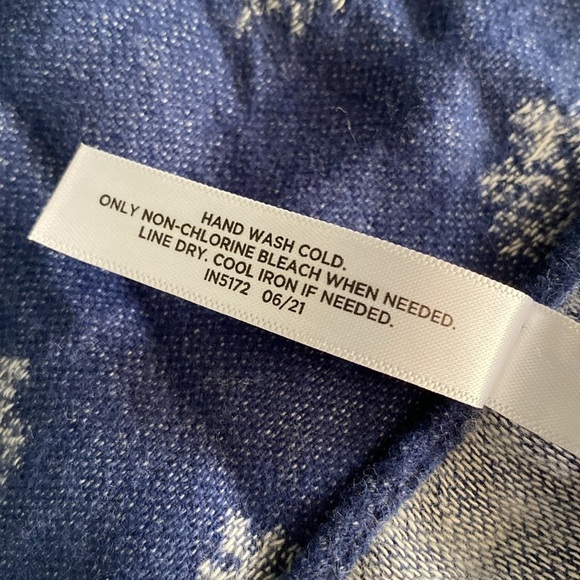 HAND WASH COLD.
ONLY NON-CHLORINE BLEACH WHEN NEEDED.
LINE DRY. COOL IRON IF NEEDED.
IN5172 06/21